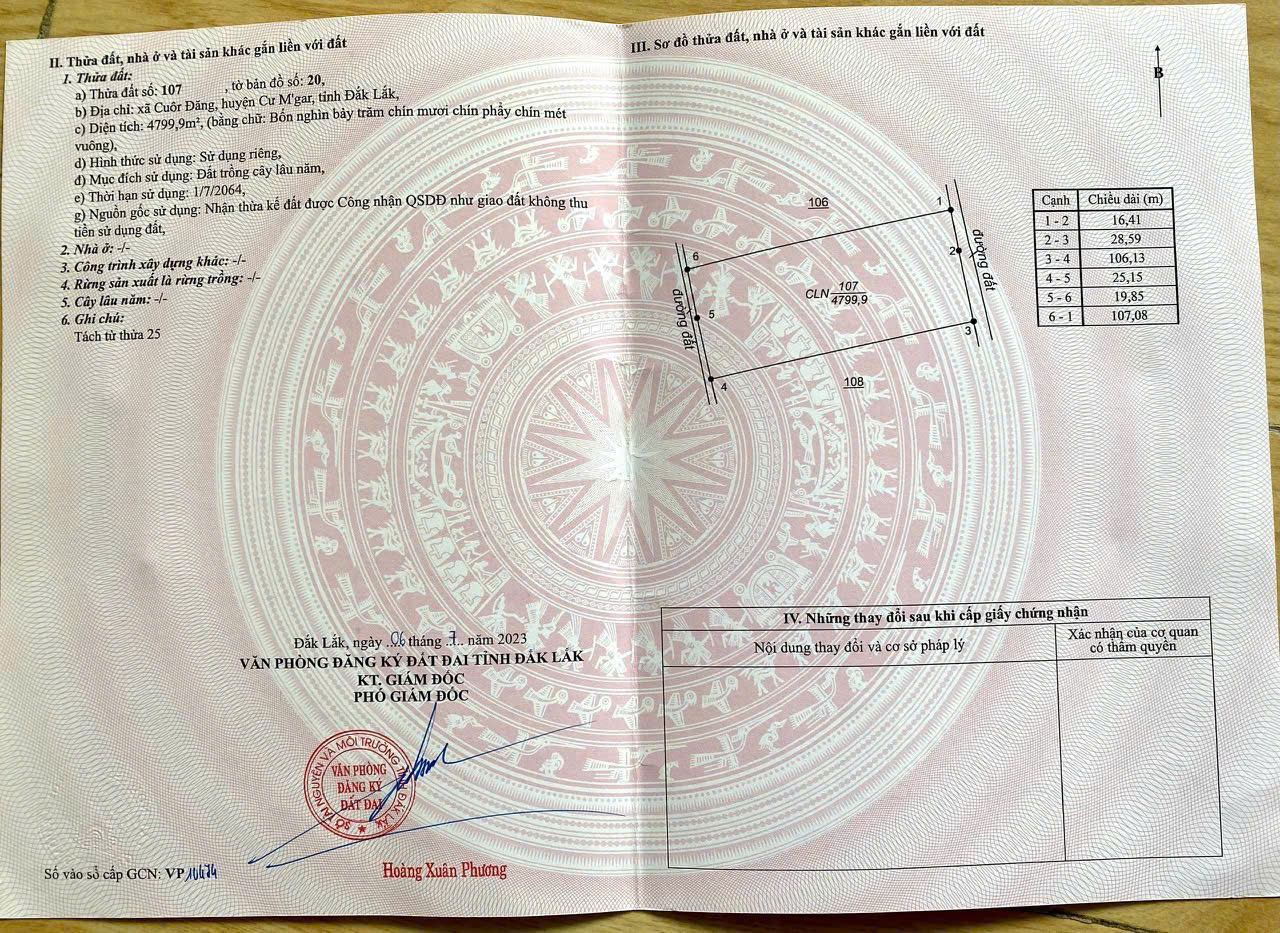 II. Thửa đất, nhà ở và tài sản khác gắn liền với đất
1. Thửa đất:
a) Thửa đất số: 107 , tờ bản đồ số: 20,
b) Địa chỉ: xã Cuôr Đăng, huyện Cư M'gar, tỉnh Đắk Lắk,
c) Diện tích: 4799,9m², (bằng chữ: Bốn nghìn bảy trăm chín mươi chín phẩy chín mét
vuông),
d) Hình thức sử dụng: Sử dụng riêng,
đ) Mục đích sử dụng: Đất trồng cây lâu năm,
e) Thời hạn sử dụng: 1/7/2064,
g) Nguồn gốc sử dụng: Nhận thừa kế đất được Công nhận QSDĐ như giao đất không thu
tiền sử dụng đất,
2. Nhà ở: -/-
3. Công trình xây dựng khác: -/-
4. Rừng sản xuất là rừng trồng: -/-
5. Cây lâu năm: -/-
6. Ghi chú:
Tách từ thửa 25
Đắk Lắk, ngày ..06 tháng .7.. năm 2023
VĂN PHÒNG ĐĂNG KÝ ĐẤT ĐAI TỈNH ĐẮK LẮK
KT. GIÁM ĐỐC
PHÓ GIÁM ĐỐC
SỞ TÀI NGUYÊN VÀ MÔI TRƯỜNG TỈNH ĐẮK LẮK
VĂN PHÒNG
ĐĂNG KÝ
ĐẤT ĐAI
Hoàng Xuân Phương
Số vào sổ cấp GCN: VP 10474
III. Sơ đồ thửa đất, nhà ở và tài sản khác gắn liền với đất
B
106
1
6
2
đường đất
CLN 107
4799,9
đường đất
5
3
4
108
Cạnh Chiều dài (m)
1 - 2 16,41
2 - 3 28,59
3 - 4 106,13
4 - 5 25,15
5 - 6 19,85
6 - 1 107,08
IV. Những thay đổi sau khi cấp giấy chứng nhận
Nội dung thay đổi và cơ sở pháp lý
Xác nhận của cơ quan
có thẩm quyền